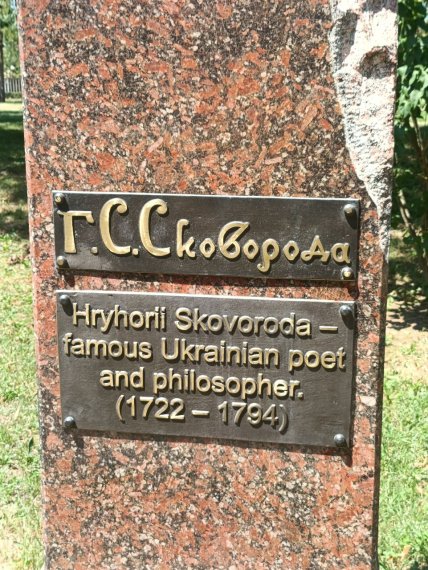 Г.С.Сковорода
Hryhorii Skovoroda –
famous Ukrainian poet
and philosopher.
(1722 – 1794)